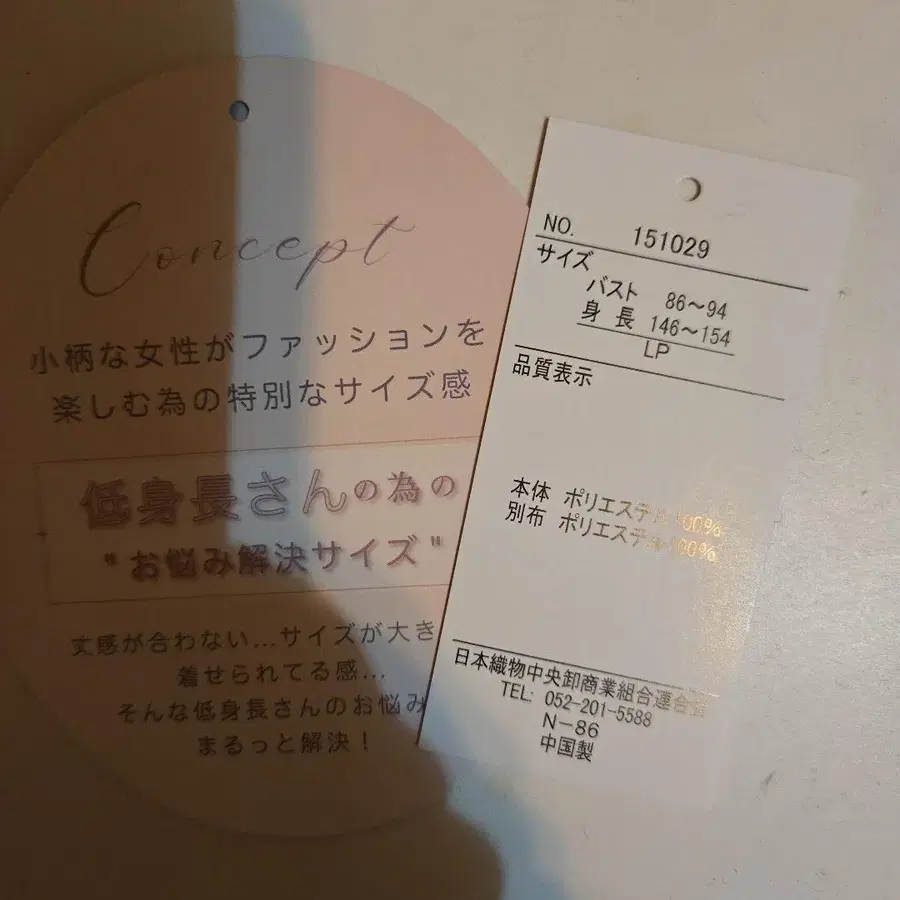 Concept
小柄な女性がファッションを
楽しむ為の特別なサイズ感
低身長さんの為の
"お悩み解決サイズ"
丈感が合わない...サイズが大き
着せられてる感...
そんな低身長さんのお悩み
まるっと解決！
NO. 151029
サイズ
バスト 86～94
身長 146～154
LP
品質表示
本体 ポリエステル 100%
別布 ポリエステル 100%
日本織物中央卸商業組合連合会
TEL: 052-201-5588
N-86
中国製